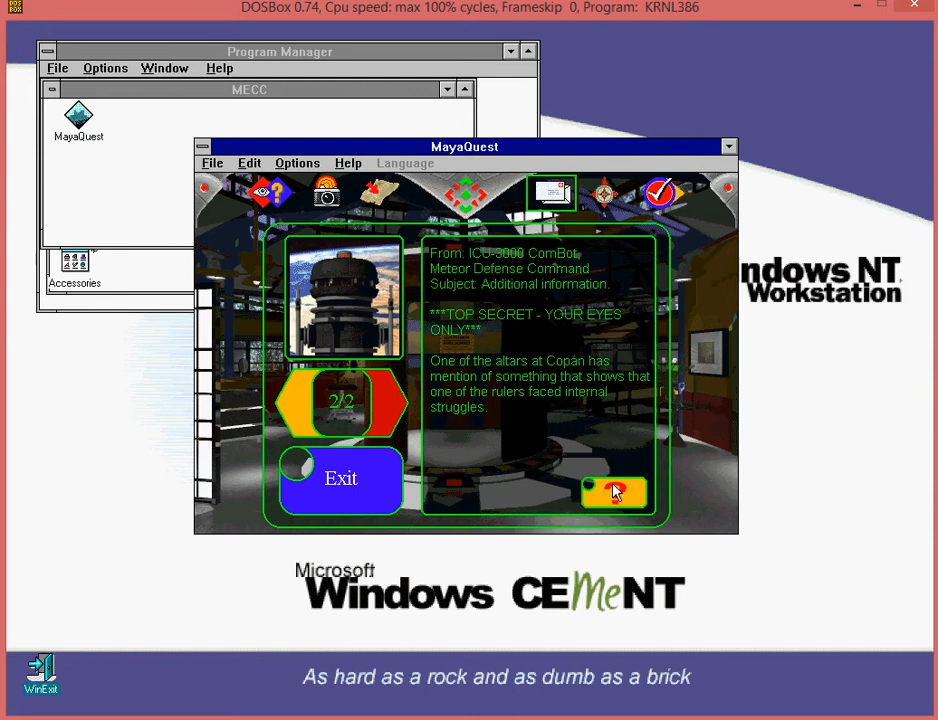 DOSBox 0.74, Cpu speed: max 100% cycles, Frameskip 0, Program: KRNL386
Program Manager
File Options Window Help
MECC
MayaQuest
Accessories
MayaQuest
File Edit Options Help Language
From: ICU-3000 ComBot,
Meteor Defense Command
Subject: Additional information.
***TOP SECRET - YOUR EYES
ONLY***
One of the altars at Copán has
mention of something that shows that
one of the rulers faced internal
struggles.
2/2
Exit
?
ndows NT
Workstation
Microsoft
Windows CEMeNT
WinExit
As hard as a rock and as dumb as a brick